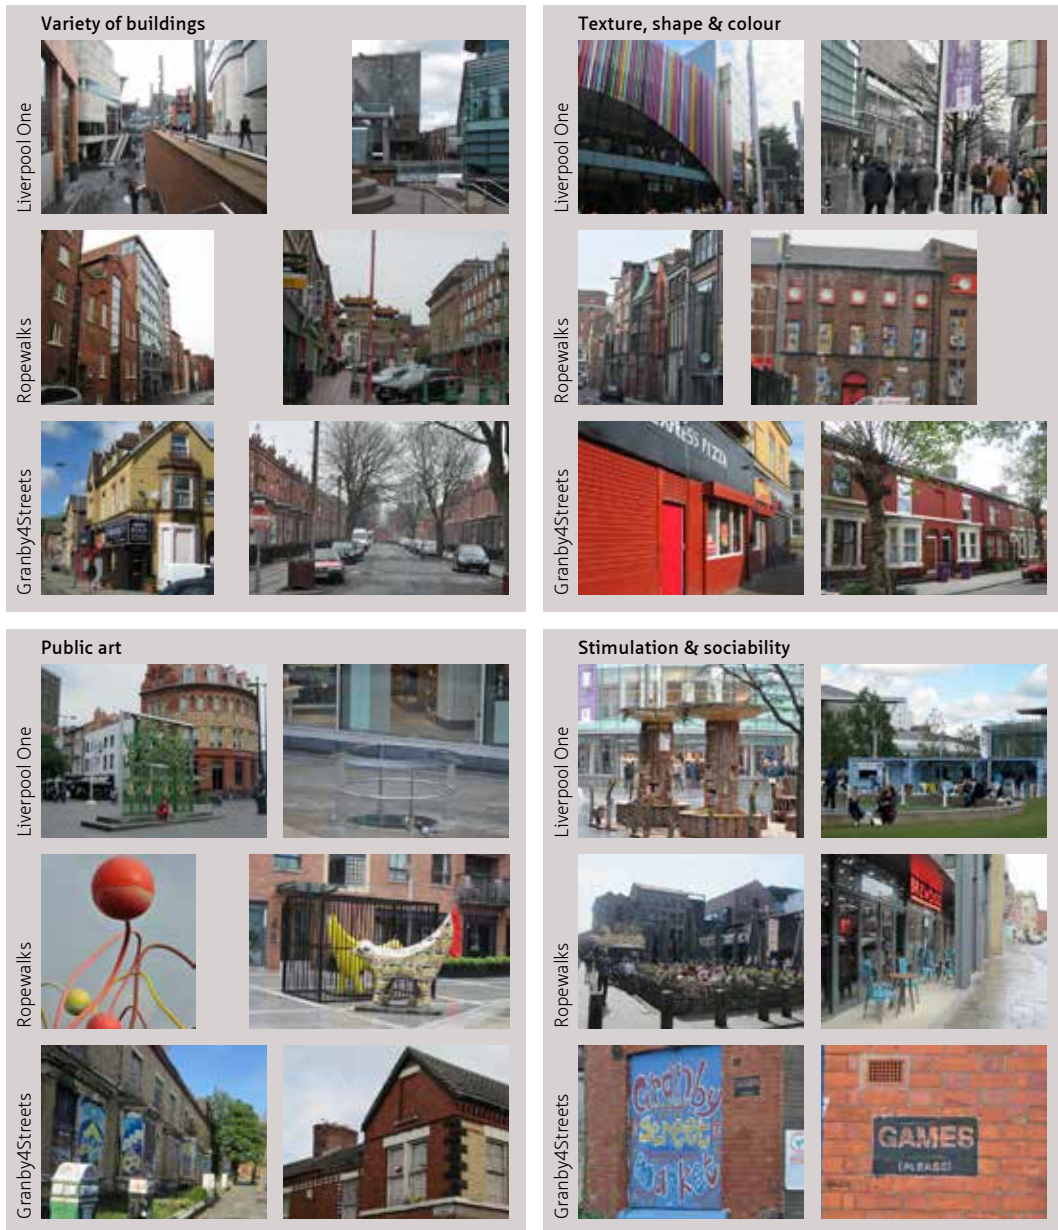 Variety of buildings
Liverpool One
Ropewalks
Granby4Streets
Texture, shape & colour
Liverpool One
Ropewalks
Granby4Streets
PIZZA
Public art
Liverpool One
Ropewalks
Granby4Streets
Stimulation & sociability
Liverpool One
Ropewalks
Granby4Streets
Granby
Street
Market
GAMES
(PLEASE)